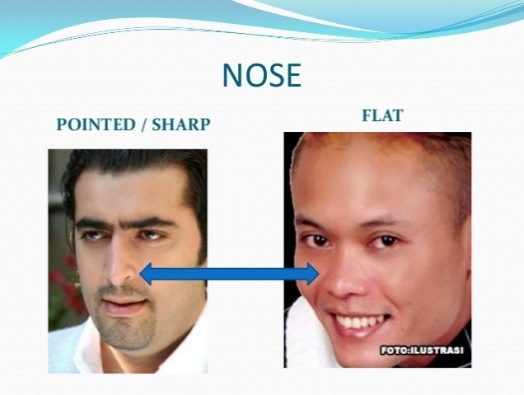 NOSE
POINTED / SHARP
FLAT
FOTO:ILUSTRASI